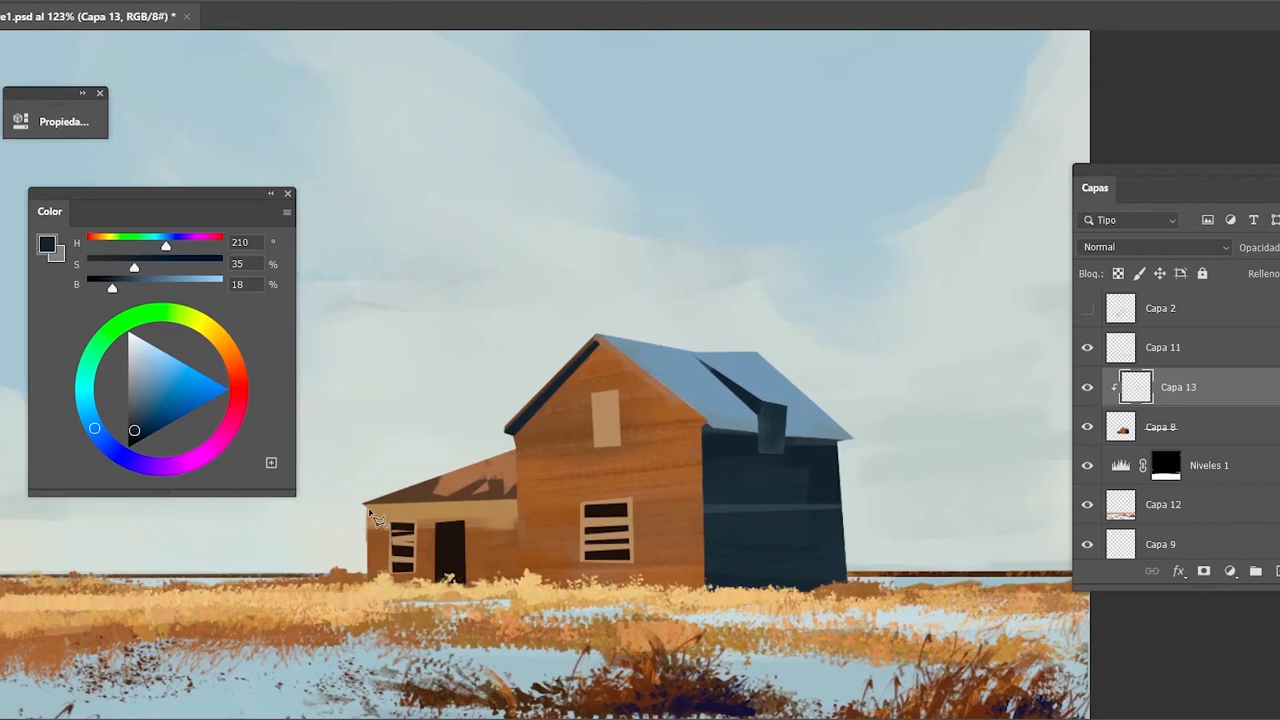 e1.psd al 123% (Capa 13, RGB/8#) *
Propieda...
Color
H 210 °
S 35 %
B 18 %
Capas
Tipo
Normal
Opacidad
Bloq.:
Relleno
Capa 2
Capa 11
Capa 13
Capa 8
Niveles 1
Capa 12
Capa 9
fx